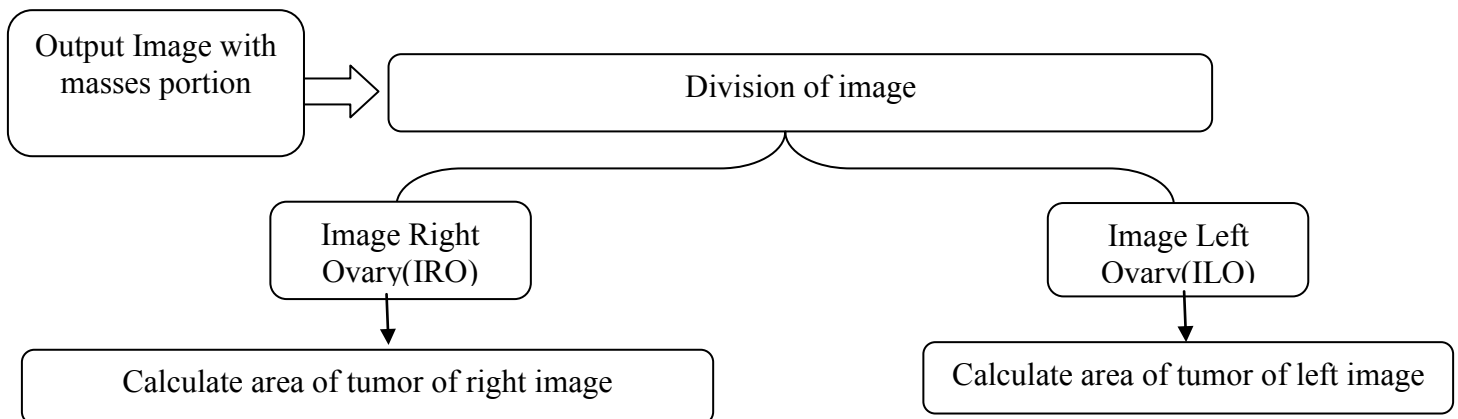 Output Image with
masses portion
Division of image
Image Right
Ovary(IRO)
Image Left
Ovary(ILO)
Calculate area of tumor of right image
Calculate area of tumor of left image